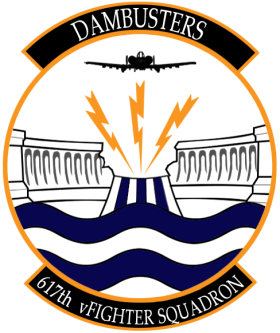 DAMBUSTERS
617th vFIGHTER SQUADRON